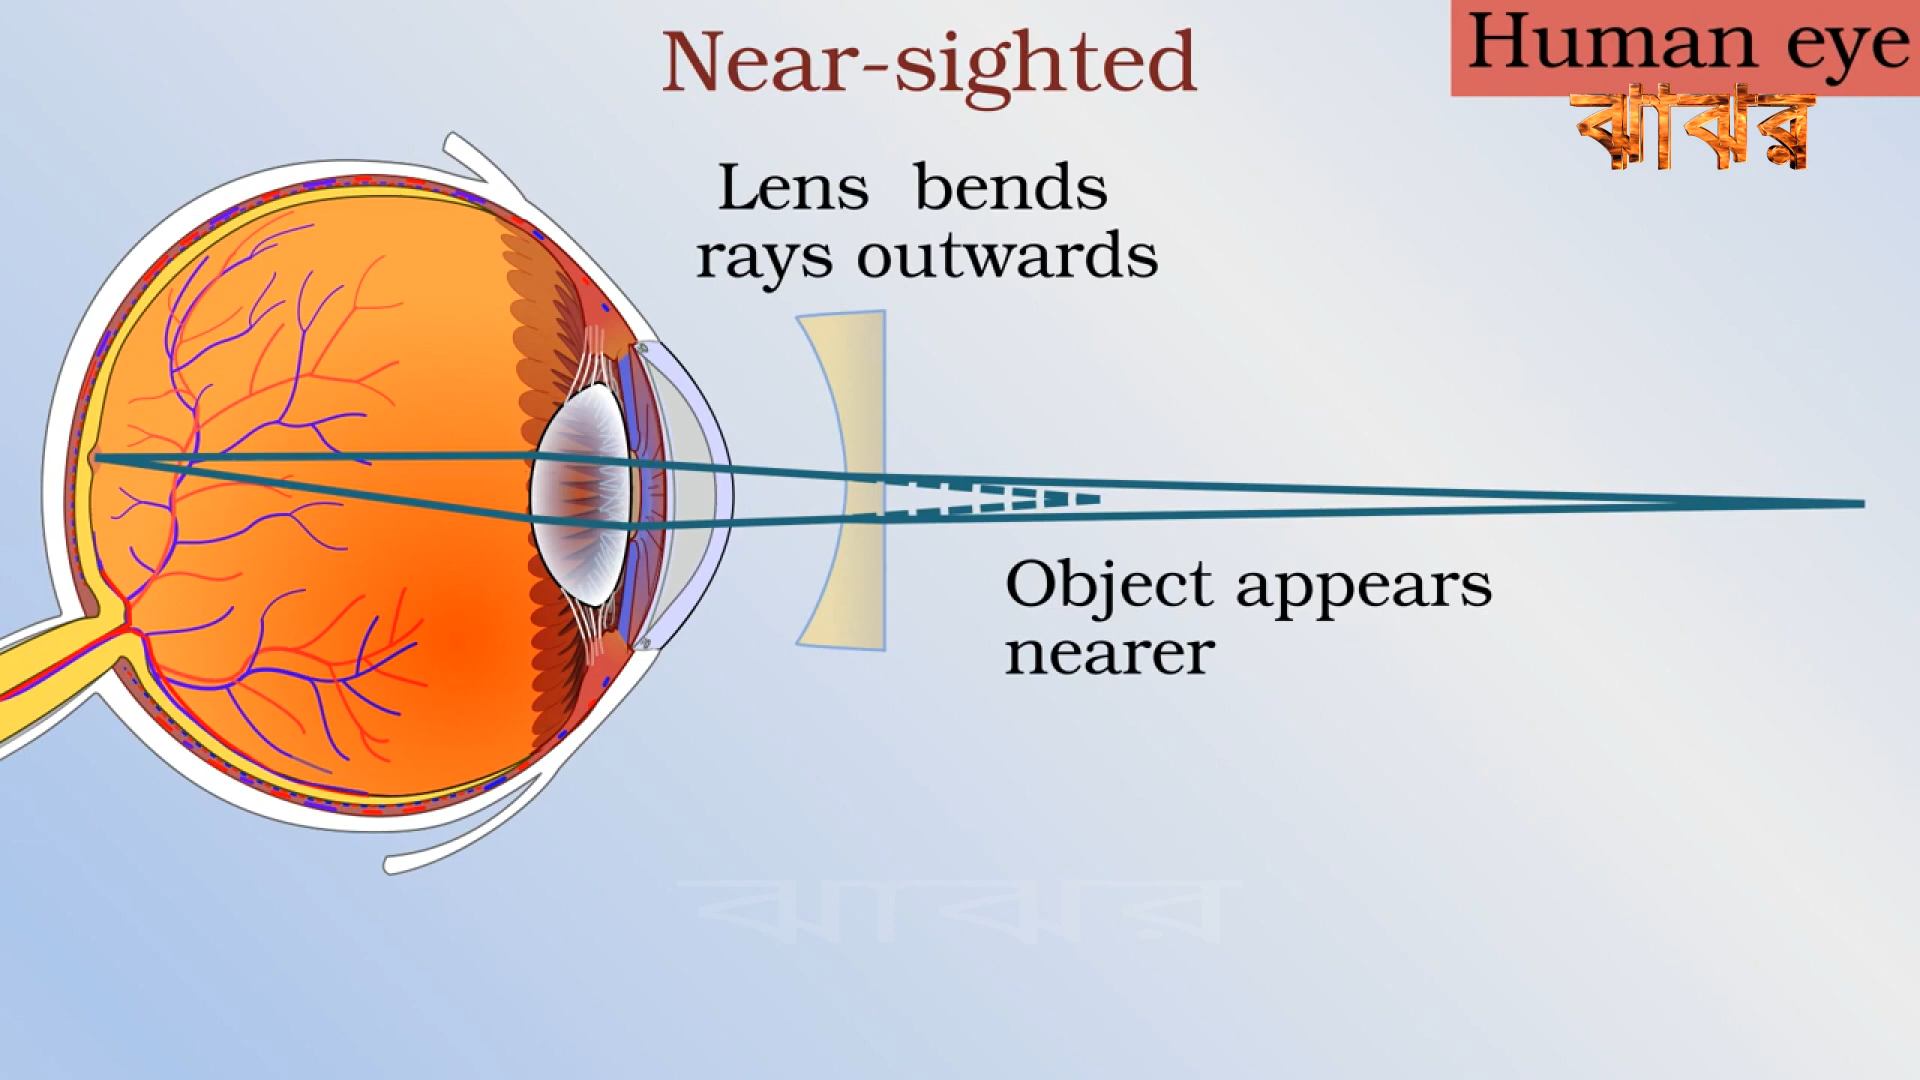 Near-sighted
Human eye
ঝাঝর
Lens bends
rays outwards
Object appears
nearer
ঝাঝর